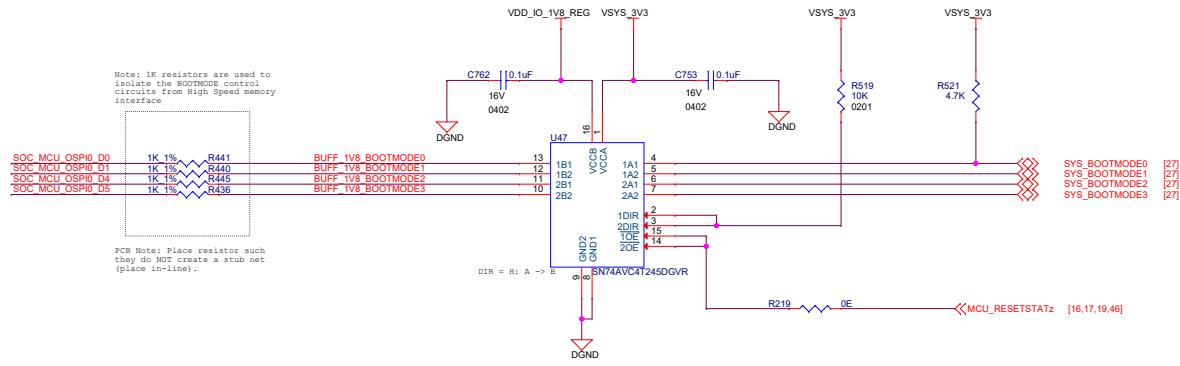 VDD_IO_1V8_REG VSYS_3V3 VSYS_3V3 VSYS_3V3
Note: 1K resistors are used to
isolate the BOOTMODE control
circuits from High Speed memory
interface
C762 0.1uF
16V
0402
DGND
C753 0.1uF
16V
0402
DGND
R519
10K
0201
R521
4.7K
U47
16 1
VCCB VCCA
SOC_MCU_OSPI0_D0 1K_1% R441 BUFF_1V8_BOOTMODE0 13 1B1 1A1 4 SYS_BOOTMODE0 [27]
SOC_MCU_OSPI0_D1 1K_1% R440 BUFF_1V8_BOOTMODE1 12 1B2 1A2 5 SYS_BOOTMODE1 [27]
SOC_MCU_OSPI0_D4 1K_1% R445 BUFF_1V8_BOOTMODE2 11 2B1 2A1 6 SYS_BOOTMODE2 [27]
SOC_MCU_OSPI0_D5 1K_1% R436 BUFF_1V8_BOOTMODE3 10 2B2 2A2 7 SYS_BOOTMODE3 [27]
1DIR 2
2DIR 3
1OE 15
2OE 14
GND2 GND1
9 8
PCB Note: Place resistor such
they do NOT create a stub net
(place in-line).
DIR = H: A -> B
SN74AVC4T245DGVR
R219 0E MCU_RESETSTATz [16,17,19,46]
DGND